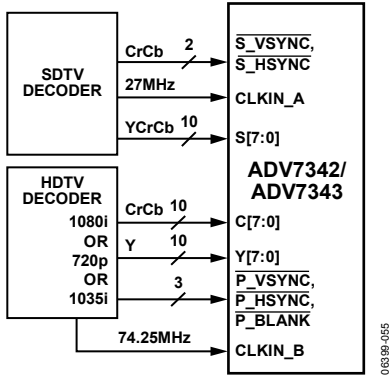 SDTV
DECODER
CrCb 2
27MHz
YCrCb 10
S_VSYNC,
S_HSYNC
CLKIN_A
S[7:0]
ADV7342/
ADV7343
HDTV
DECODER
1080i
OR
720p
OR
1035i
CrCb 10
Y 10
3
74.25MHz
C[7:0]
Y[7:0]
P_VSYNC,
P_HSYNC,
P_BLANK
CLKIN_B
06399-055